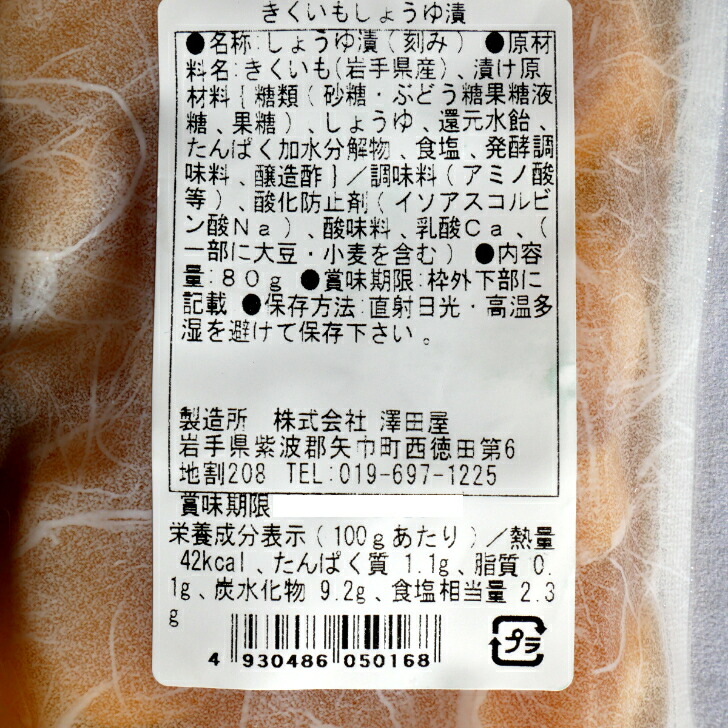 きくいもしょうゆ漬
●名称:しょうゆ漬(刻み) ●原材
料名:きくいも(岩手県産)、漬け原
材料{糖類(砂糖・ぶどう糖果糖液
糖、果糖)、しょうゆ、還元水飴、
たんぱく加水分解物、食塩、発酵調
味料、醸造酢}/調味料(アミノ酸
等)、酸化防止剤(イソアスコルビ
ン酸Na)、酸味料、乳酸Ca、(
一部に大豆・小麦を含む) ●内容
量:80g ●賞味期限:枠外下部に
記載 ●保存方法:直射日光・高温多
湿を避けて保存下さい。
製造所 株式会社 澤田屋
岩手県紫波郡矢巾町西徳田第6
地割208 TEL:019-697-1225
賞味期限
栄養成分表示(100gあたり)/熱量
42kcal、たんぱく質 1.1g、脂質 0.
1g、炭水化物 9.2g、食塩相当量 2.3
g
4 930486 050168
プラ